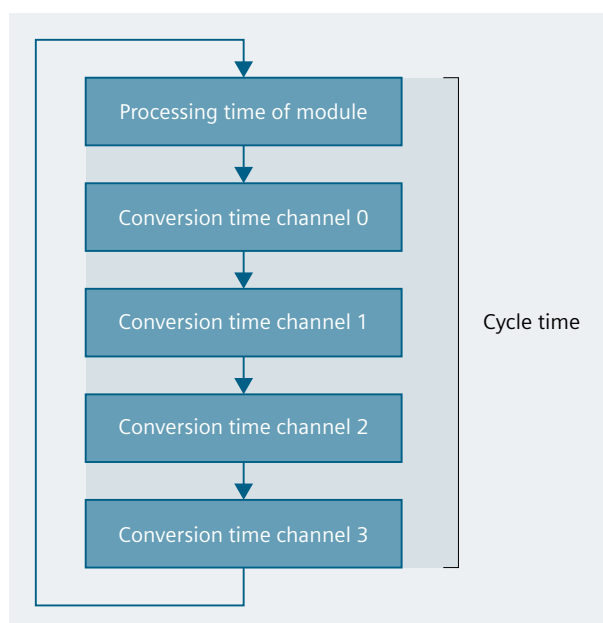 Processing time of module
Conversion time channel 0
Conversion time channel 1
Cycle time
Conversion time channel 2
Conversion time channel 3